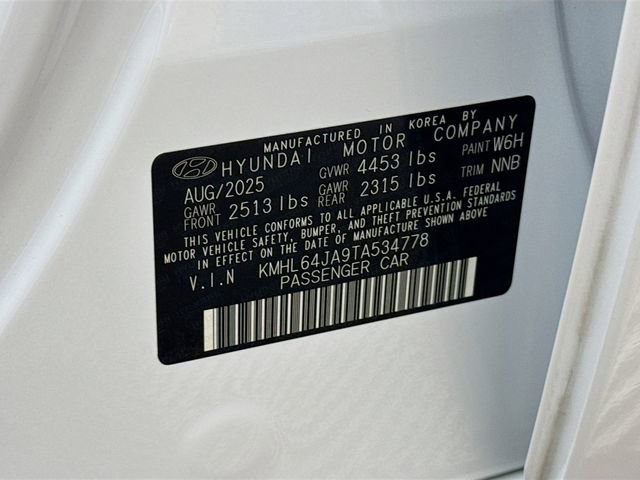 MANUFACTURED IN KOREA BY
HYUNDAI MOTOR COMPANY
AUG/2025 GVWR 4453 lbs PAINT W6H
GAWR FRONT 2513 lbs GAWR REAR 2315 lbs TRIM NNB
THIS VEHICLE CONFORMS TO ALL APPLICABLE U.S.A. FEDERAL
MOTOR VEHICLE SAFETY, BUMPER, AND THEFT PREVENTION STANDARDS
IN EFFECT ON THE DATE OF MANUFACTURE SHOWN ABOVE
V.I.N KMHL64JA9TA534778
PASSENGER CAR